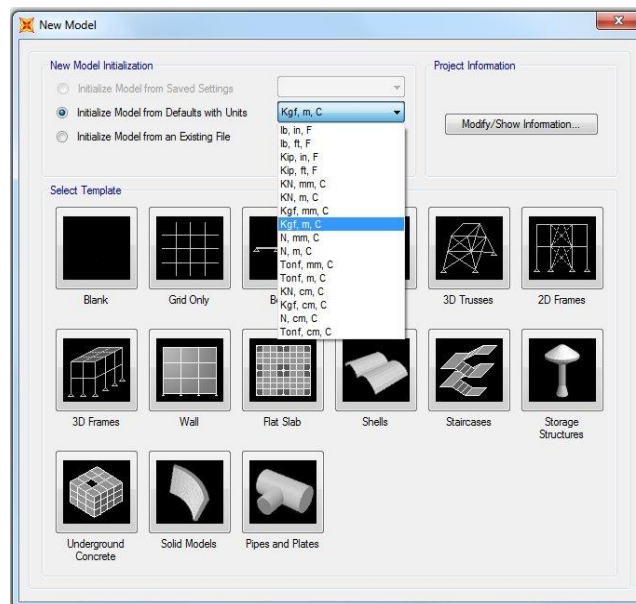 New Model
New Model Initialization
Project Information
Initialize Model from Saved Settings
Initialize Model from Defaults with Units
Kgf, m, C
Initialize Model from an Existing File
Modify/Show Information...
lb, in, F
lb, ft, F
Kip, in, F
Kip, ft, F
KN, mm, C
KN, m, C
Kgf, mm, C
Kgf, m, C
N, mm, C
N, m, C
Tonf, mm, C
Tonf, m, C
KN, cm, C
Kgf, cm, C
N, cm, C
Tonf, cm, C
Select Template
Blank
Grid Only
3D Trusses
2D Frames
3D Frames
Wall
Flat Slab
Shells
Staircases
Storage
Structures
Underground
Concrete
Solid Models
Pipes and Plates